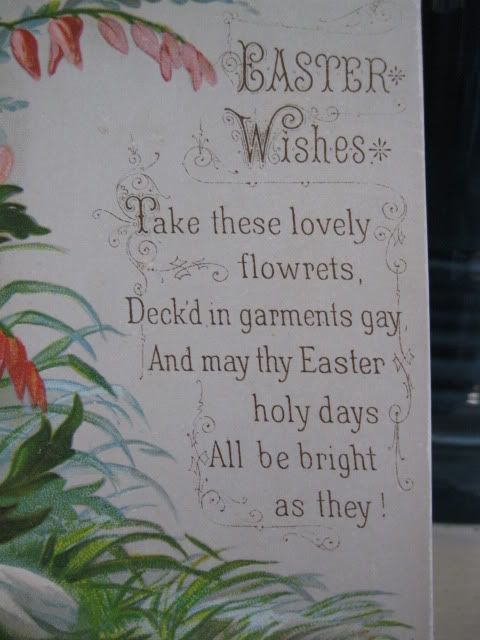 EASTER
Wishes
Take these lovely
flowrets,
Deck'd in garments gay,
And may thy Easter
holy days
All be bright
as they!